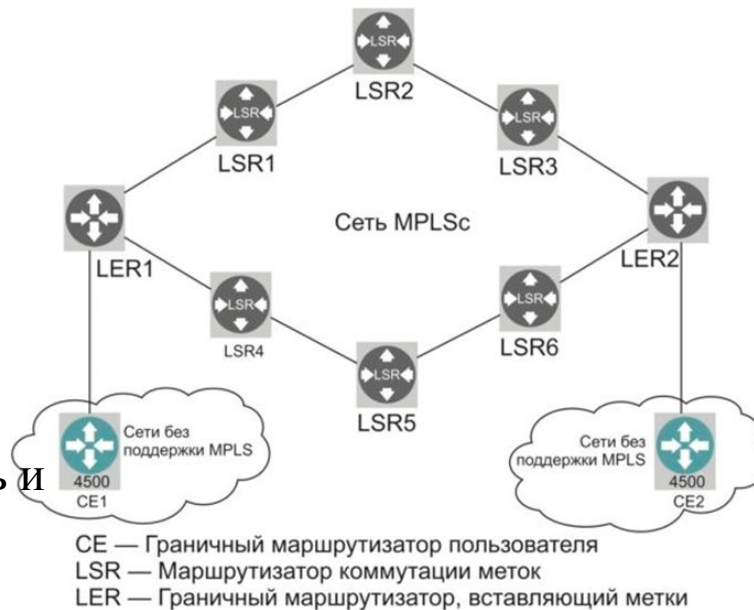 LSR
LSR2
LSR
LSR1
LSR
LSR3
Сеть MPLSc
LER1
LER2
LSR
LSR4
LSR
LSR6
LSR
LSR5
Сети без
поддержки MPLS
4500
CE1
Сети без
поддержки MPLS
4500
CE2
ь и
CE — Граничный маршрутизатор пользователя
LSR — Маршрутизатор коммутации меток
LER — Граничный маршрутизатор, вставляющий метки